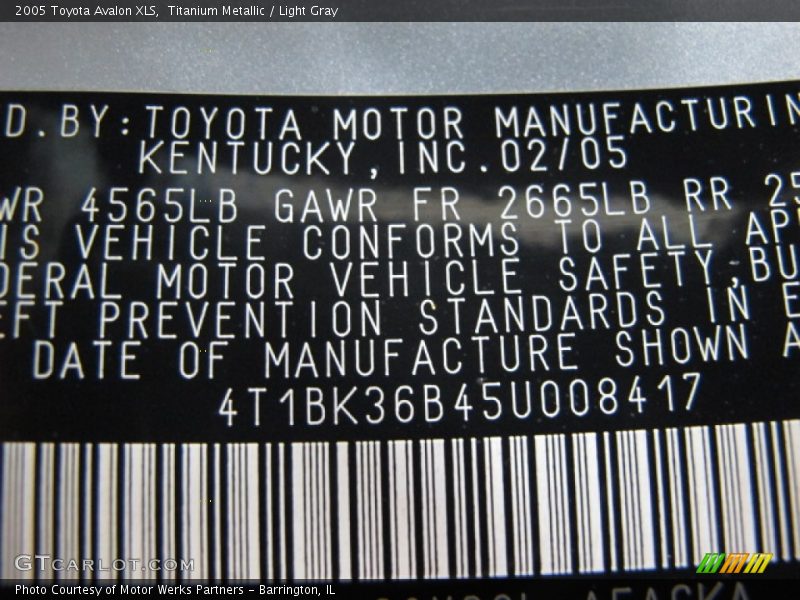 2005 Toyota Avalon XLS,  Titanium Metallic / Light Gray
D.BY:TOYOTA MOTOR MANUFACTURIN
KENTUCKY,INC.02/05
WR 4565LB GAWR FR 2665LB RR 25
IS VEHICLE CONFORMS TO ALL APP
DERAL MOTOR VEHICLE SAFETY,BU
EFT PREVENTION STANDARDS IN E
DATE OF MANUFACTURE SHOWN A
4T1BK36B45U008417
GTcarlot.com
Photo Courtesy of Motor Werks Partners - Barrington, IL